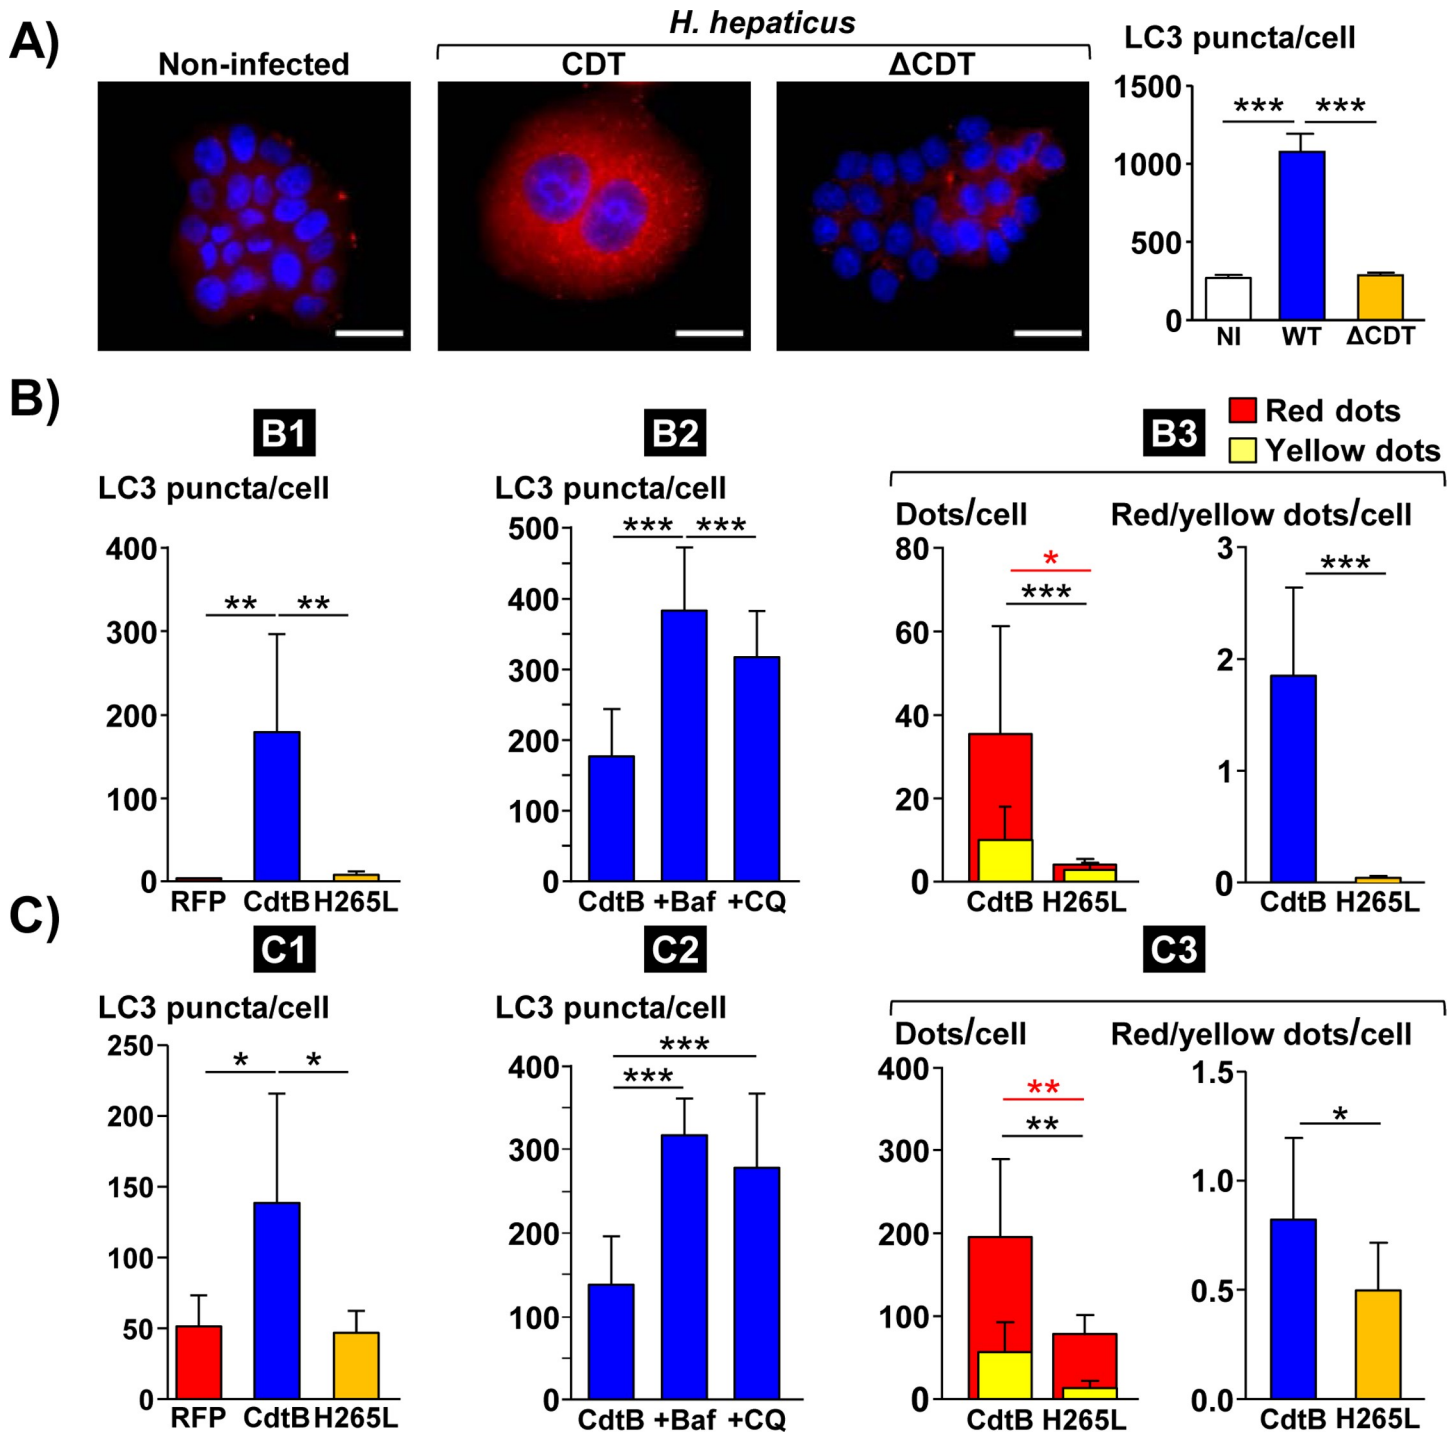 A)
H. hepaticus
Non-infected
CDT
ΔCDT
LC3 puncta/cell
1500
1000
500
0
*** ***
NI WT ΔCDT
B)
B1
LC3 puncta/cell
400
300
200
100
0
** **
RFP CdtB H265L
B2
LC3 puncta/cell
500
400
300
200
100
0
*** ***
CdtB +Baf +CQ
B3
Red dots
Yellow dots
Dots/cell
80
60
40
20
0
*
***
CdtB H265L
Red/yellow dots/cell
3
2
1
0
***
CdtB H265L
C)
C1
LC3 puncta/cell
250
200
150
100
50
0
* *
RFP CdtB H265L
C2
LC3 puncta/cell
400
300
200
100
0
***
***
CdtB +Baf +CQ
C3
Dots/cell
400
300
200
100
0
**
**
CdtB H265L
Red/yellow dots/cell
1.5
1.0
0.5
0.0
*
CdtB H265L